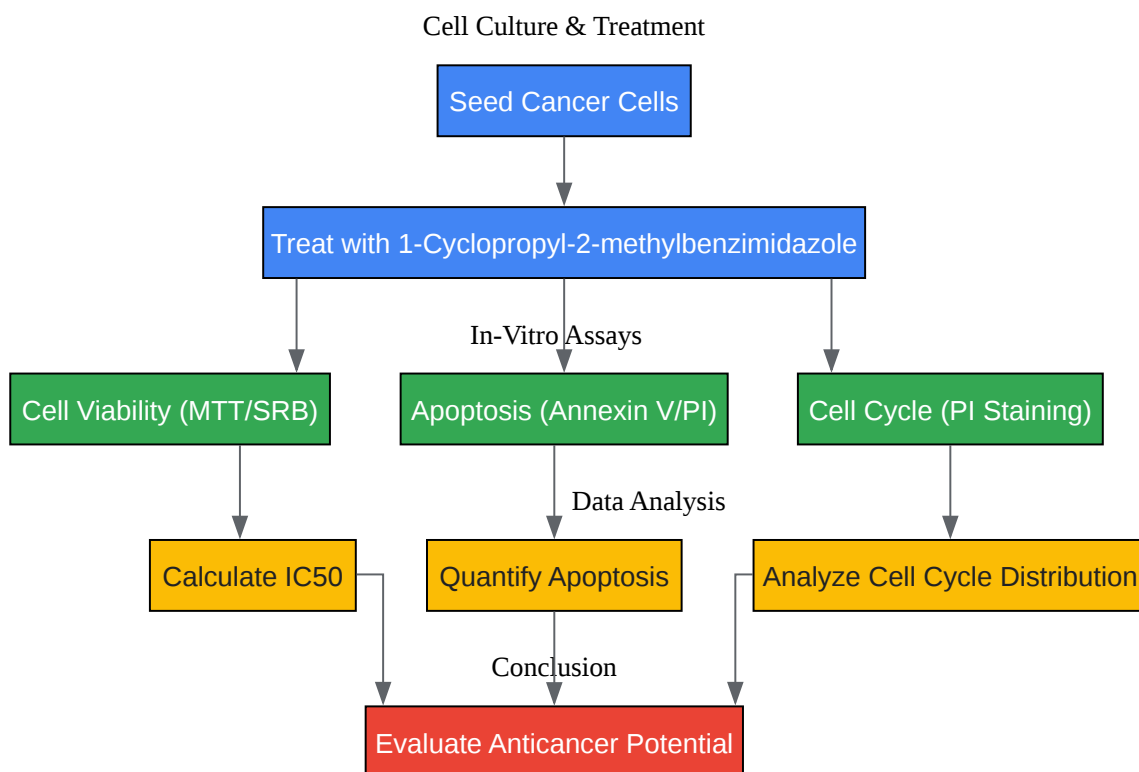 Cell Culture & Treatment
Seed Cancer Cells
Treat with 1-Cyclopropyl-2-methylbenzimidazole
In-Vitro Assays
Cell Viability (MTT/SRB)
Apoptosis (Annexin V/PI)
Cell Cycle (PI Staining)
Data Analysis
Calculate IC50
Quantify Apoptosis
Analyze Cell Cycle Distribution
Conclusion
Evaluate Anticancer Potential